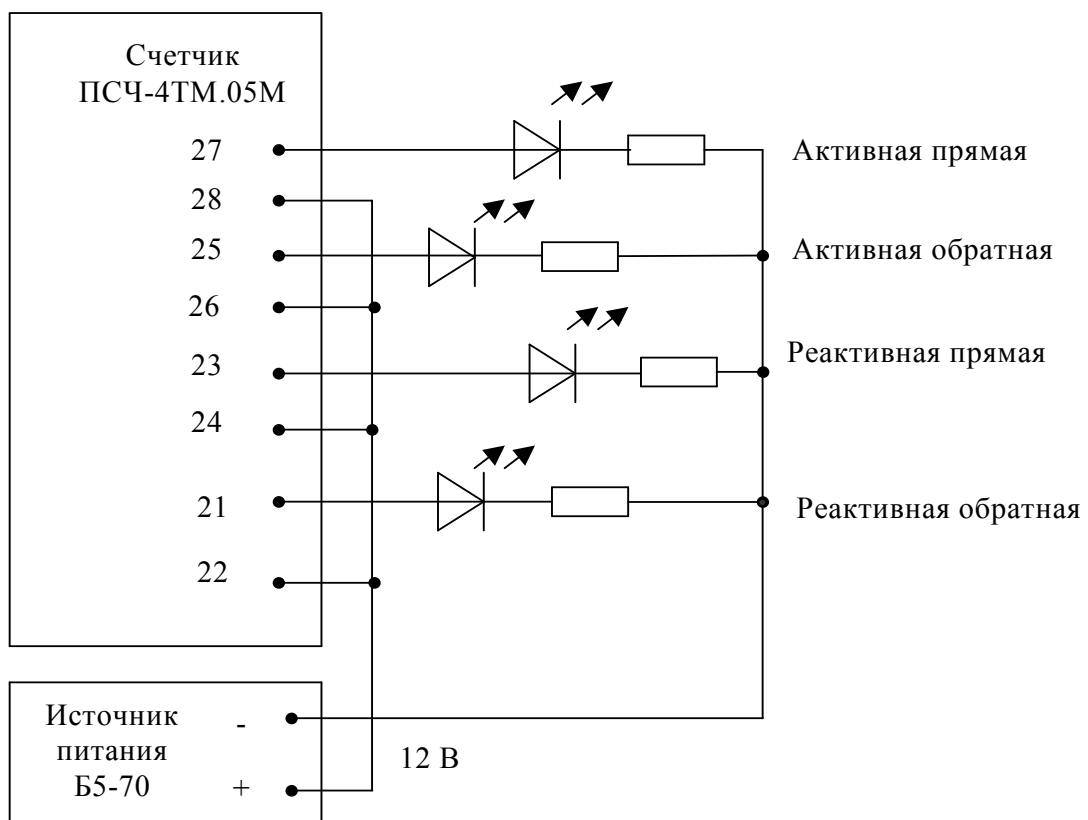 Счетчик
ПСЧ-4ТМ.05М
27
Активная прямая
28
25
Активная обратная
26
23
Реактивная прямая
24
21
Реактивная обратная
22
Источник
питания
Б5-70
-
+
12 В